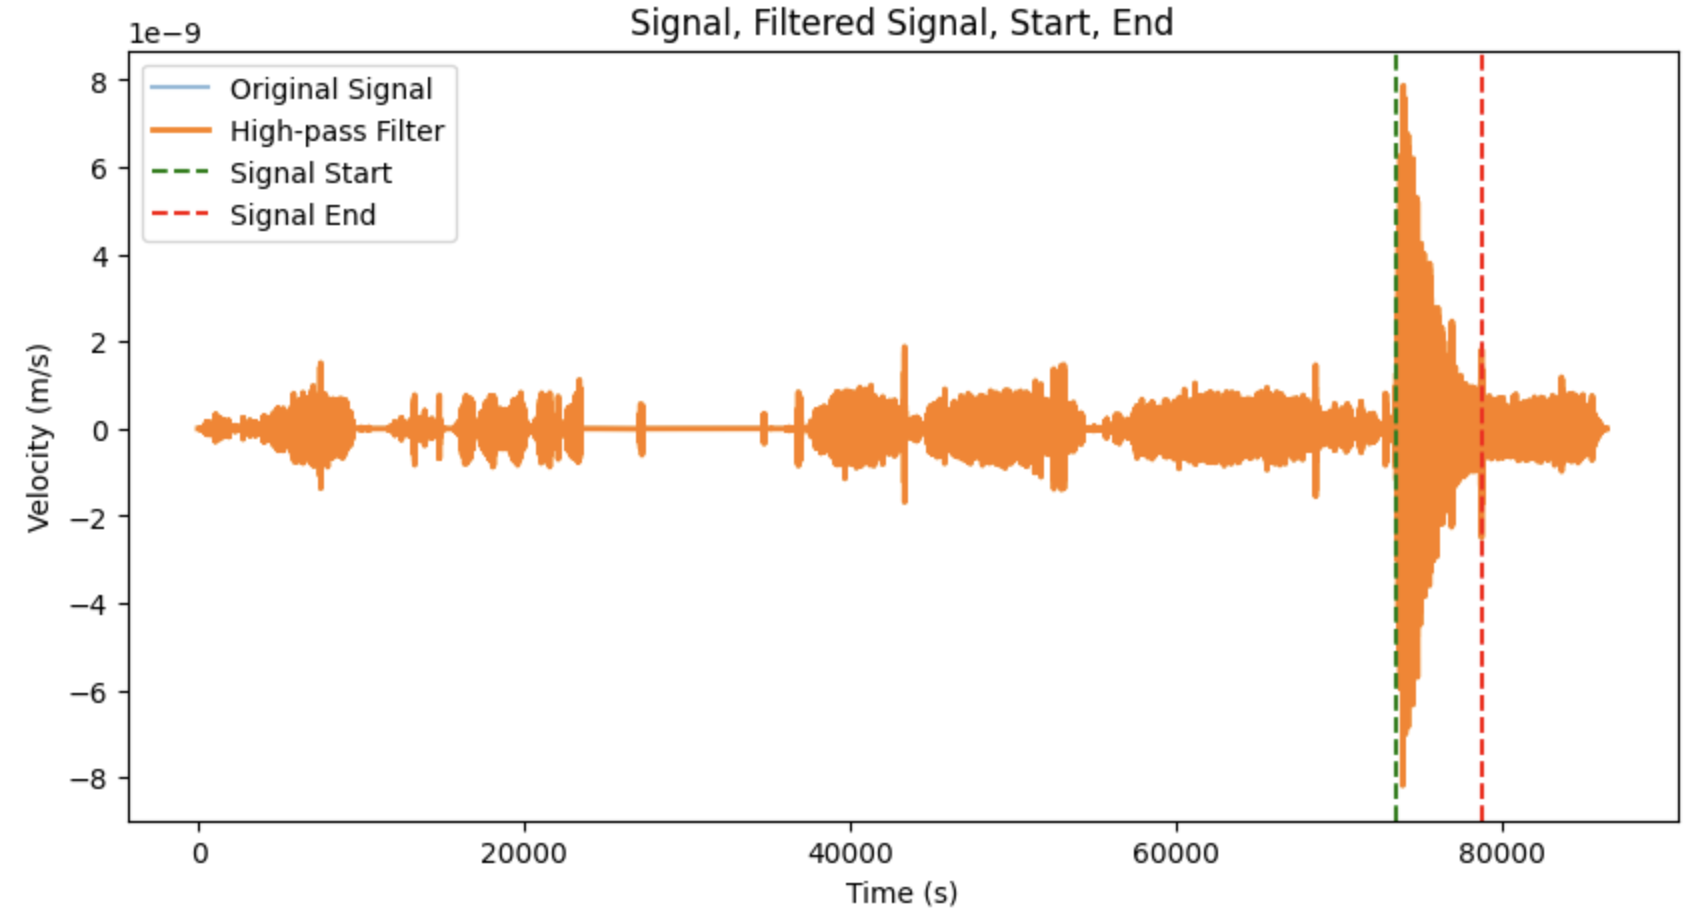 Signal, Filtered Signal, Start, End
1e−9
Original Signal
High-pass Filter
Signal Start
Signal End
8
6
4
2
0
−2
−4
−6
−8
Velocity (m/s)
0 20000 40000 60000 80000
Time (s)